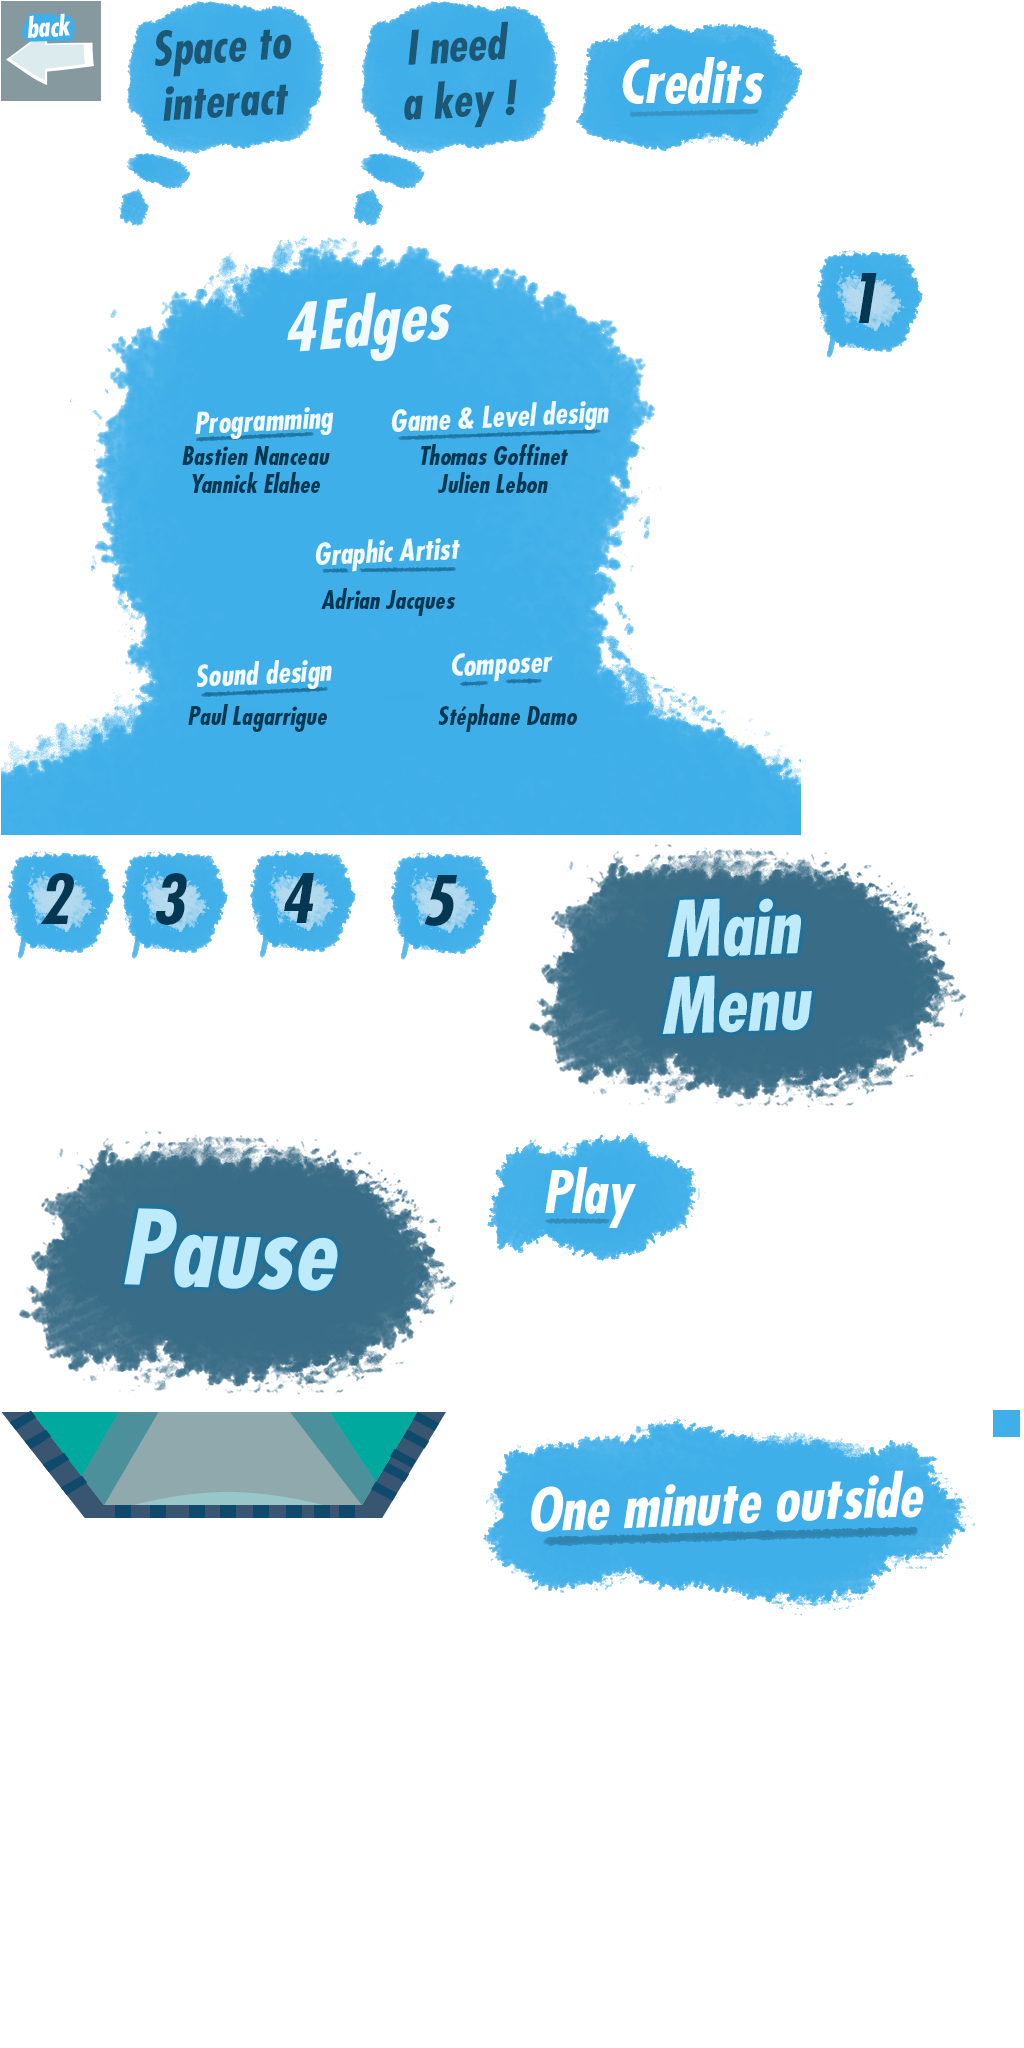 back
Space to
interact
I need
a key !
Credits
4Edges
1
Programming
Bastien Nanceau
Yannick Elahee
Game & Level design
Thomas Goffinet
Julien Lebon
Graphic Artist
Adrian Jacques
Sound design
Paul Lagarrigue
Composer
Stéphane Damo
2
3
4
5
Main
Menu
Pause
Play
One minute outside